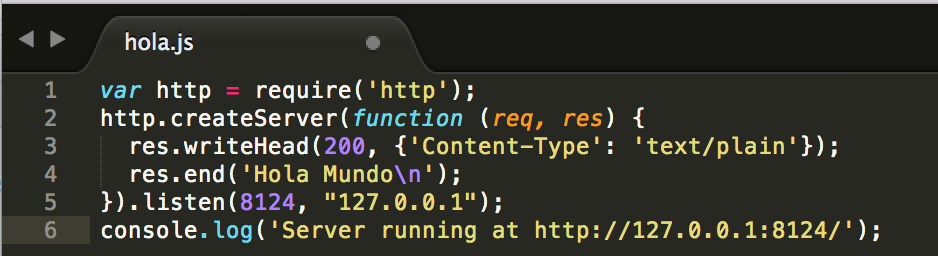 hola.js
1 var http = require('http');
2 http.createServer(function (req, res) {
3   res.writeHead(200, {'Content-Type': 'text/plain'});
4   res.end('Hola Mundo\n');
5 }).listen(8124, "127.0.0.1");
6 console.log('Server running at http://127.0.0.1:8124/');